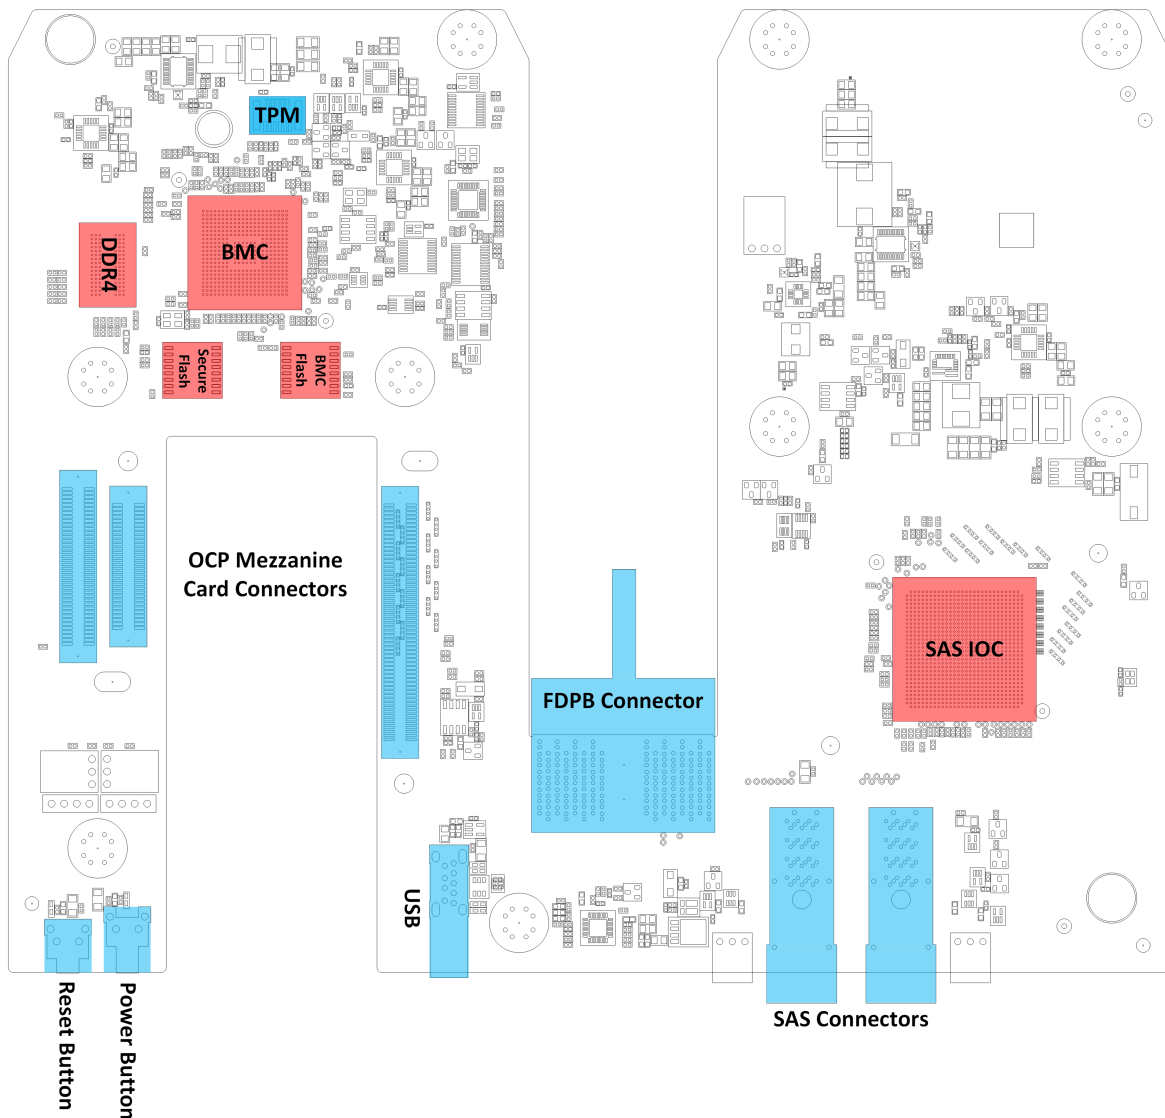 TPM
DDR4
BMC
Secure
Flash
BMC
Flash
OCP Mezzanine
Card Connectors
SAS IOC
FDPB Connector
USB
Reset Button
Power Button
SAS Connectors